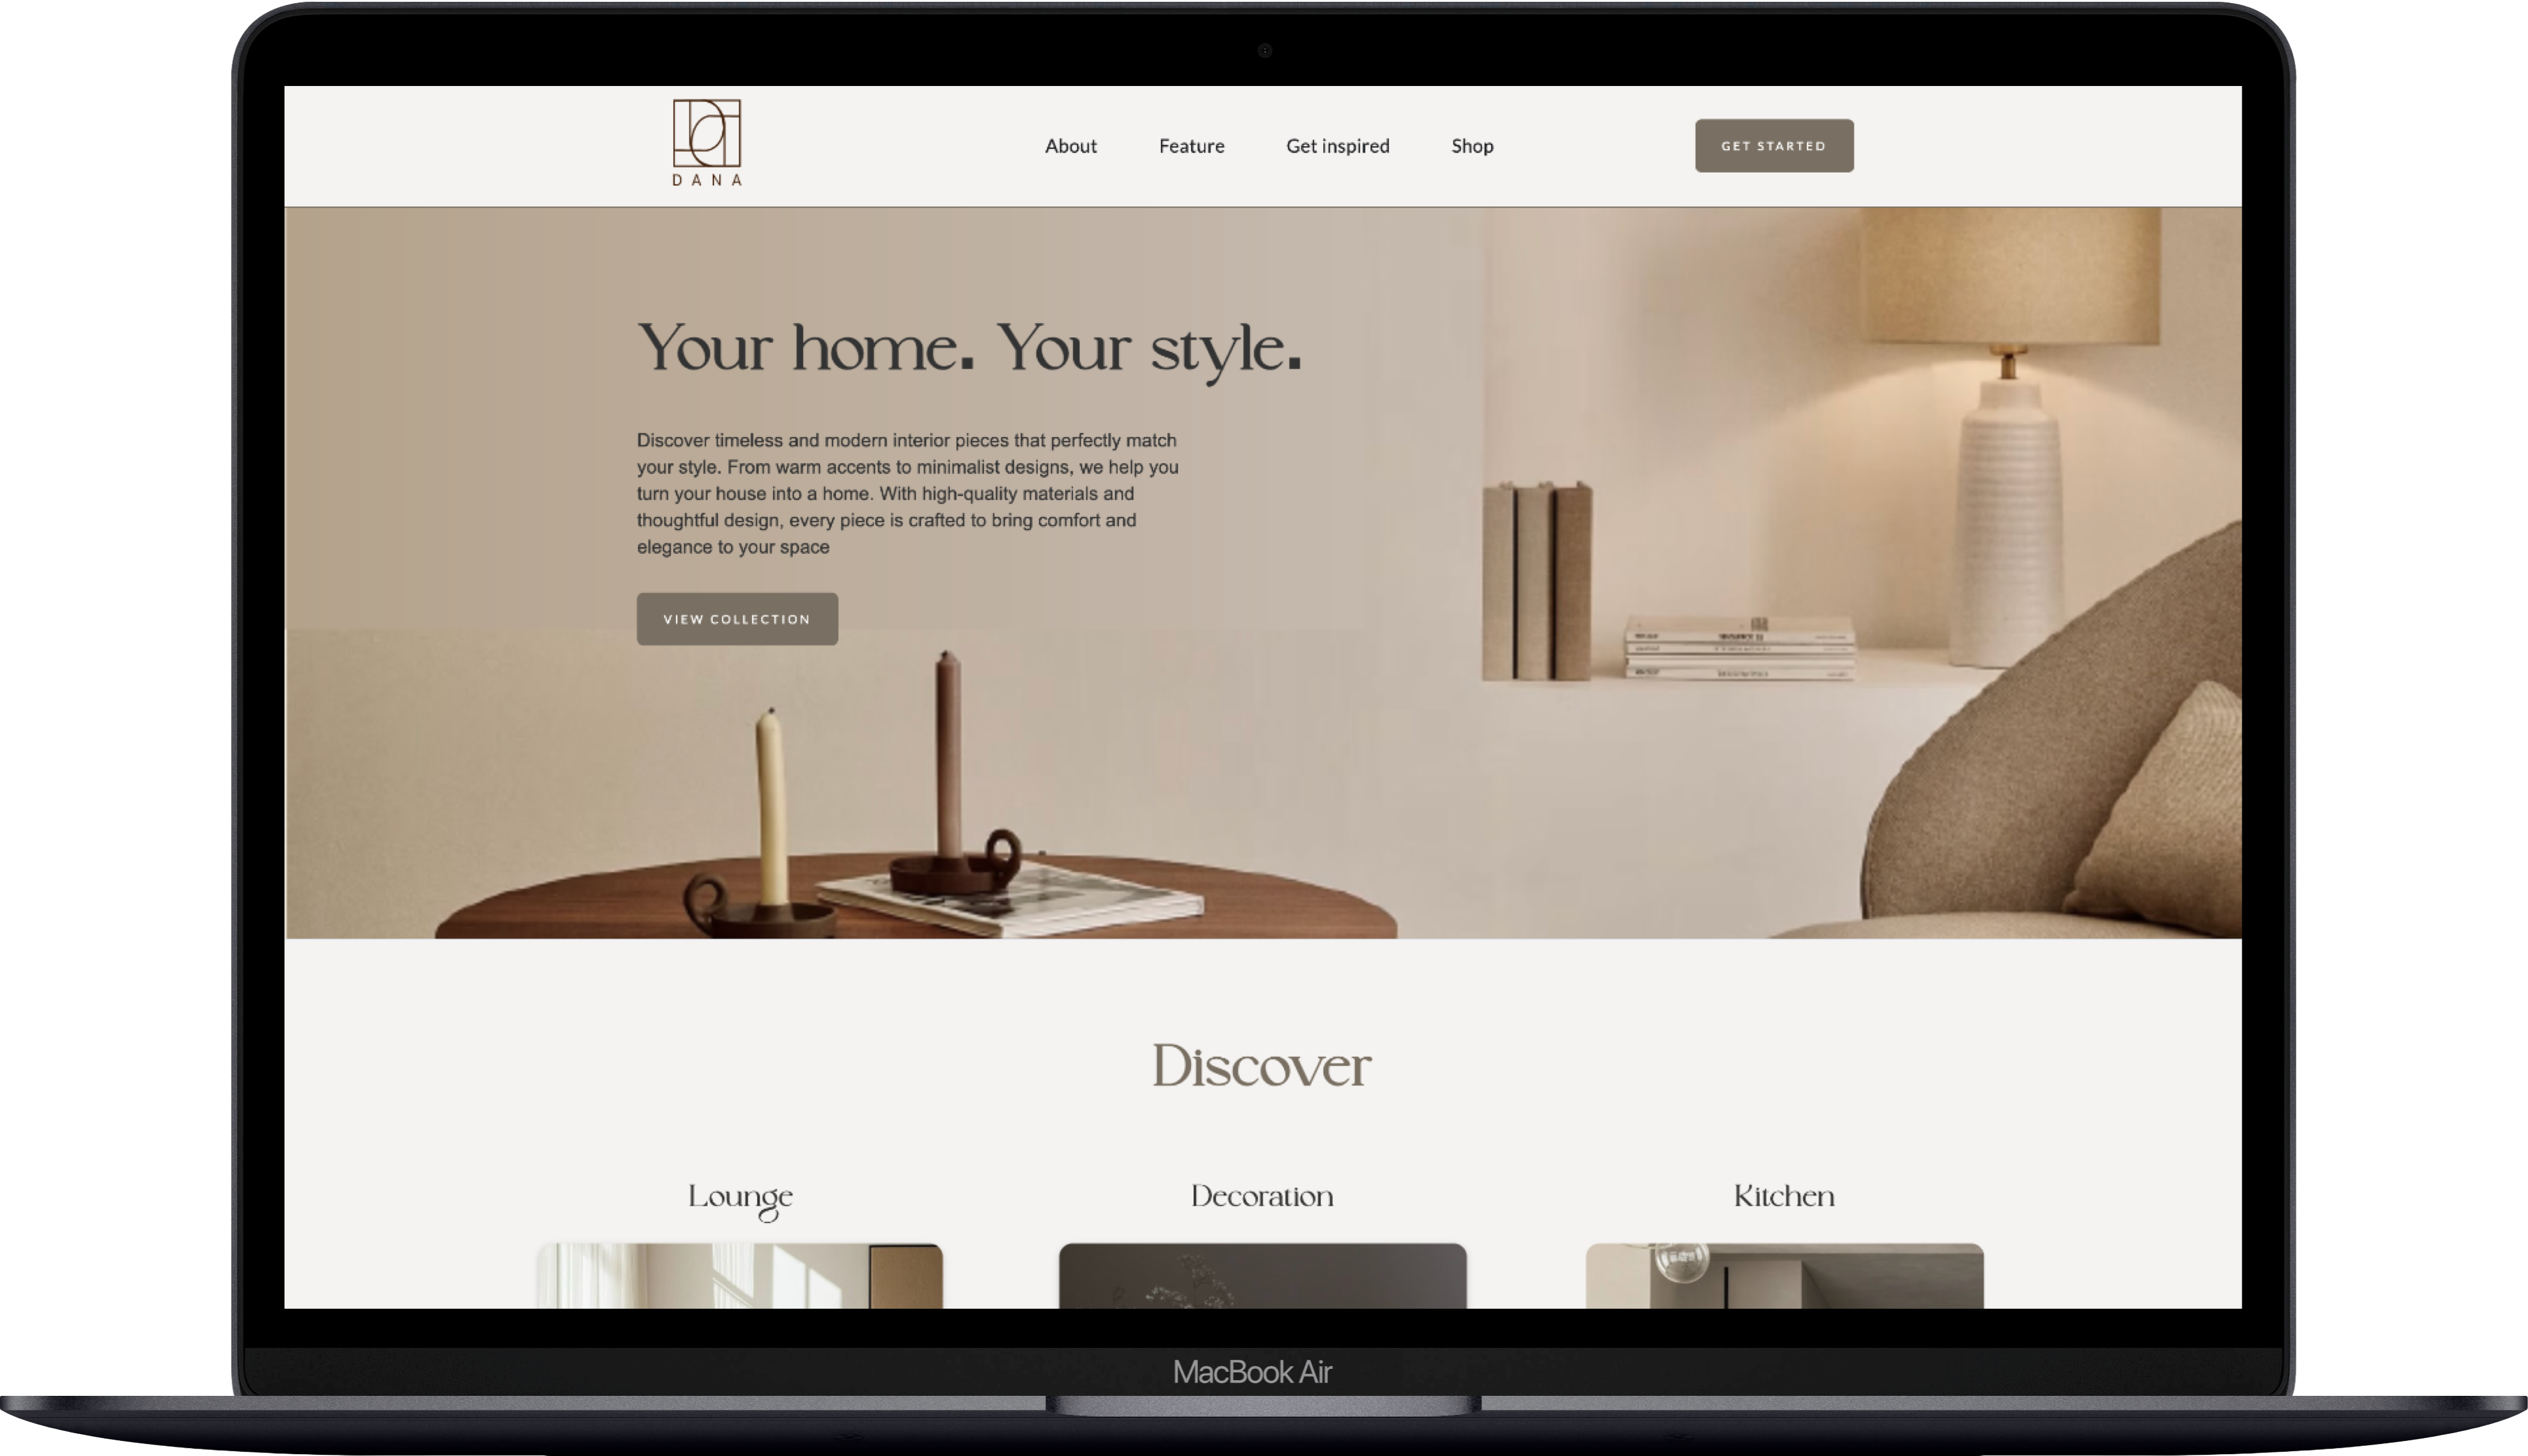 DANA
About
Feature
Get inspired
Shop
GET STARTED
Your home. Your style.
Discover timeless and modern interior pieces that perfectly match
your style. From warm accents to minimalist designs, we help you
turn your house into a home. With high-quality materials and
thoughtful design, every piece is crafted to bring comfort and
elegance to your space
VIEW COLLECTION
Discover
Lounge
Decoration
Kitchen
MacBook Air